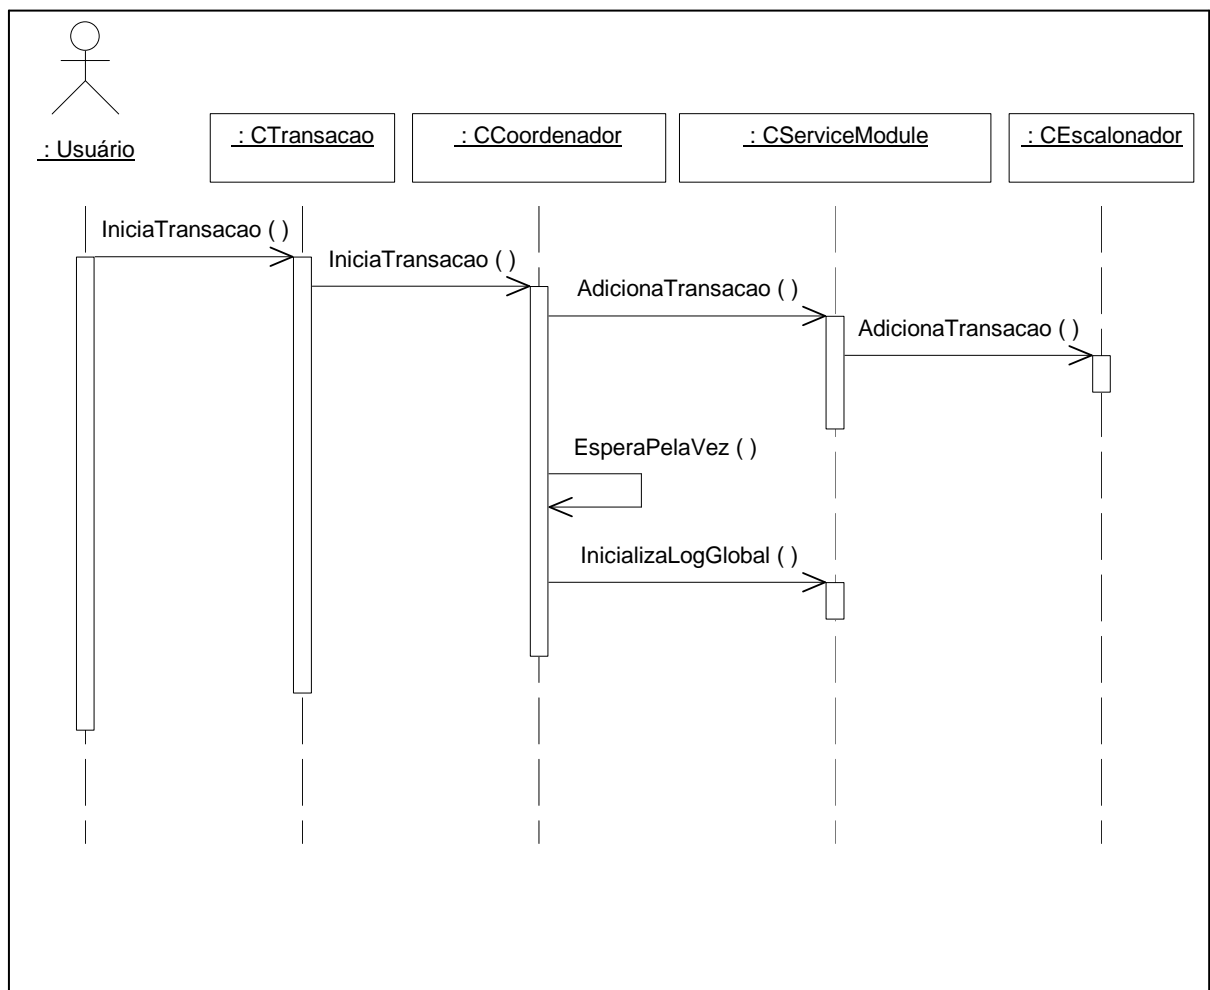 : Usuário
: CTransacao
: CCoordenador
: CServiceModule
: CEscalonador
IniciaTransacao ( )
IniciaTransacao ( )
AdicionaTransacao ( )
AdicionaTransacao ( )
EsperaPelaVez ( )
InicializaLogGlobal ( )